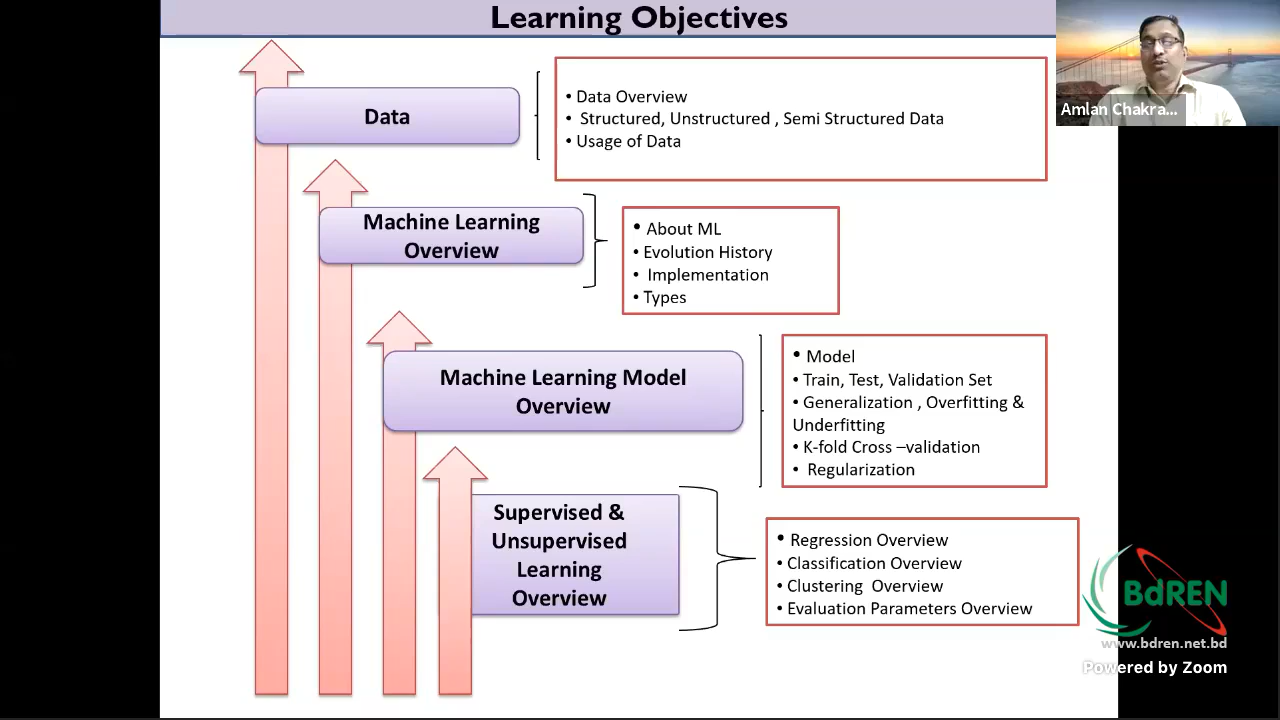 Learning Objectives
Amlan Chakra...
Data
• Data Overview
• Structured, Unstructured , Semi Structured Data
• Usage of Data
Machine Learning
Overview
• About ML
• Evolution History
• Implementation
• Types
Machine Learning Model
Overview
• Model
• Train, Test, Validation Set
• Generalization , Overfitting &
Underfitting
• K-fold Cross –validation
• Regularization
Supervised &
Unsupervised
Learning
Overview
• Regression Overview
• Classification Overview
• Clustering Overview
• Evaluation Parameters Overview
BdREN
www.bdren.net.bd
Powered by Zoom